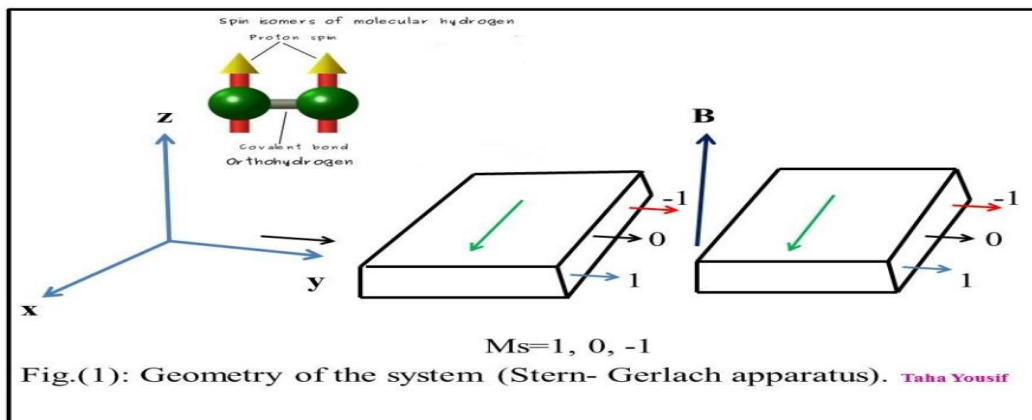 Spin isomers of molecular hydrogen
Proton spin
Covalent bond
Orthohydrogen
z
y
x
B
-1
0
1
-1
0
1
Ms=1, 0, -1
Fig.(1): Geometry of the system (Stern- Gerlach apparatus). Taha Yousif